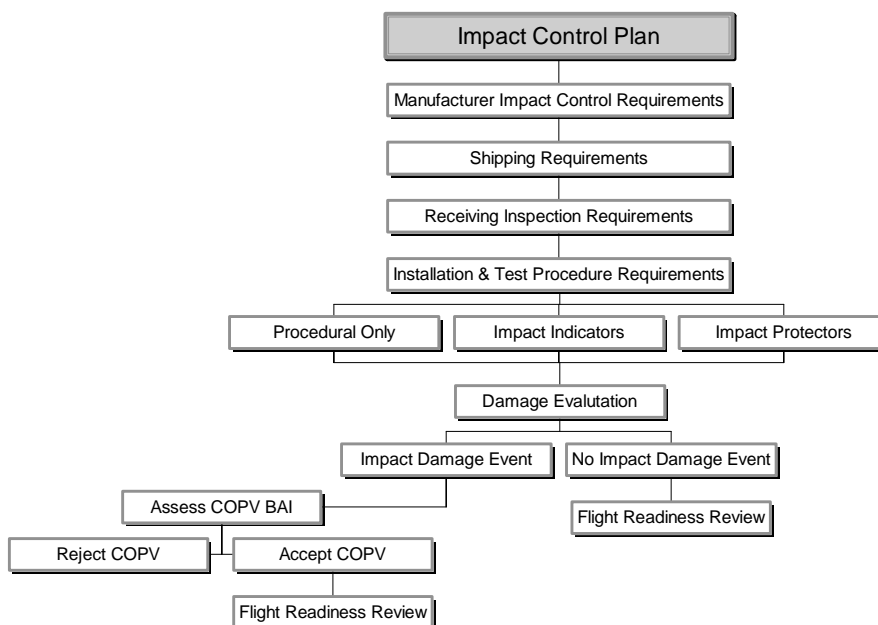 Impact Control Plan
Manufacturer Impact Control Requirements
Shipping Requirements
Receiving Inspection Requirements
Installation & Test Procedure Requirements
Procedural Only
Impact Indicators
Impact Protectors
Damage Evalutation
Impact Damage Event
No Impact Damage Event
Assess COPV BAI
Flight Readiness Review
Reject COPV
Accept COPV
Flight Readiness Review